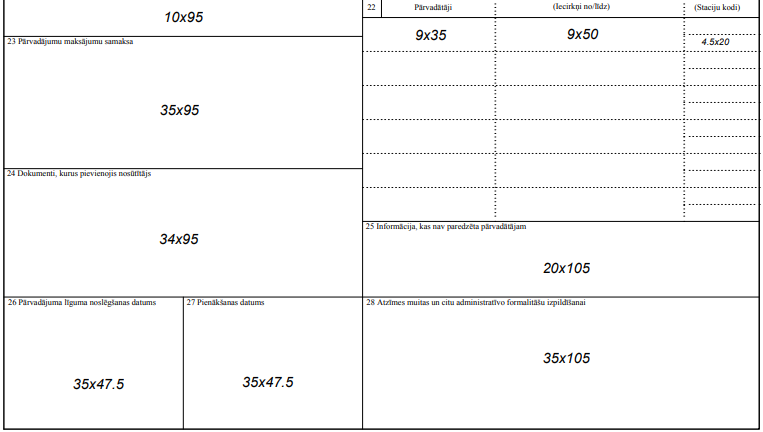 10x95
22 Pārvadātāji (Iecirkņi no/līdz) (Staciju kodi)
9x35 9x50 4.5x20
23 Pārvadājumu maksājumu samaksa
35x95
24 Dokumenti, kurus pievienojis nosūtītājs
34x95
25 Informācija, kas nav paredzēta pārvadātājam
20x105
26 Pārvadājuma līguma noslēgšanas datums
35x47.5
27 Pienākšanas datums
35x47.5
28 Atzīmes muitas un citu administratīvo formalitāšu izpildīšanai
35x105